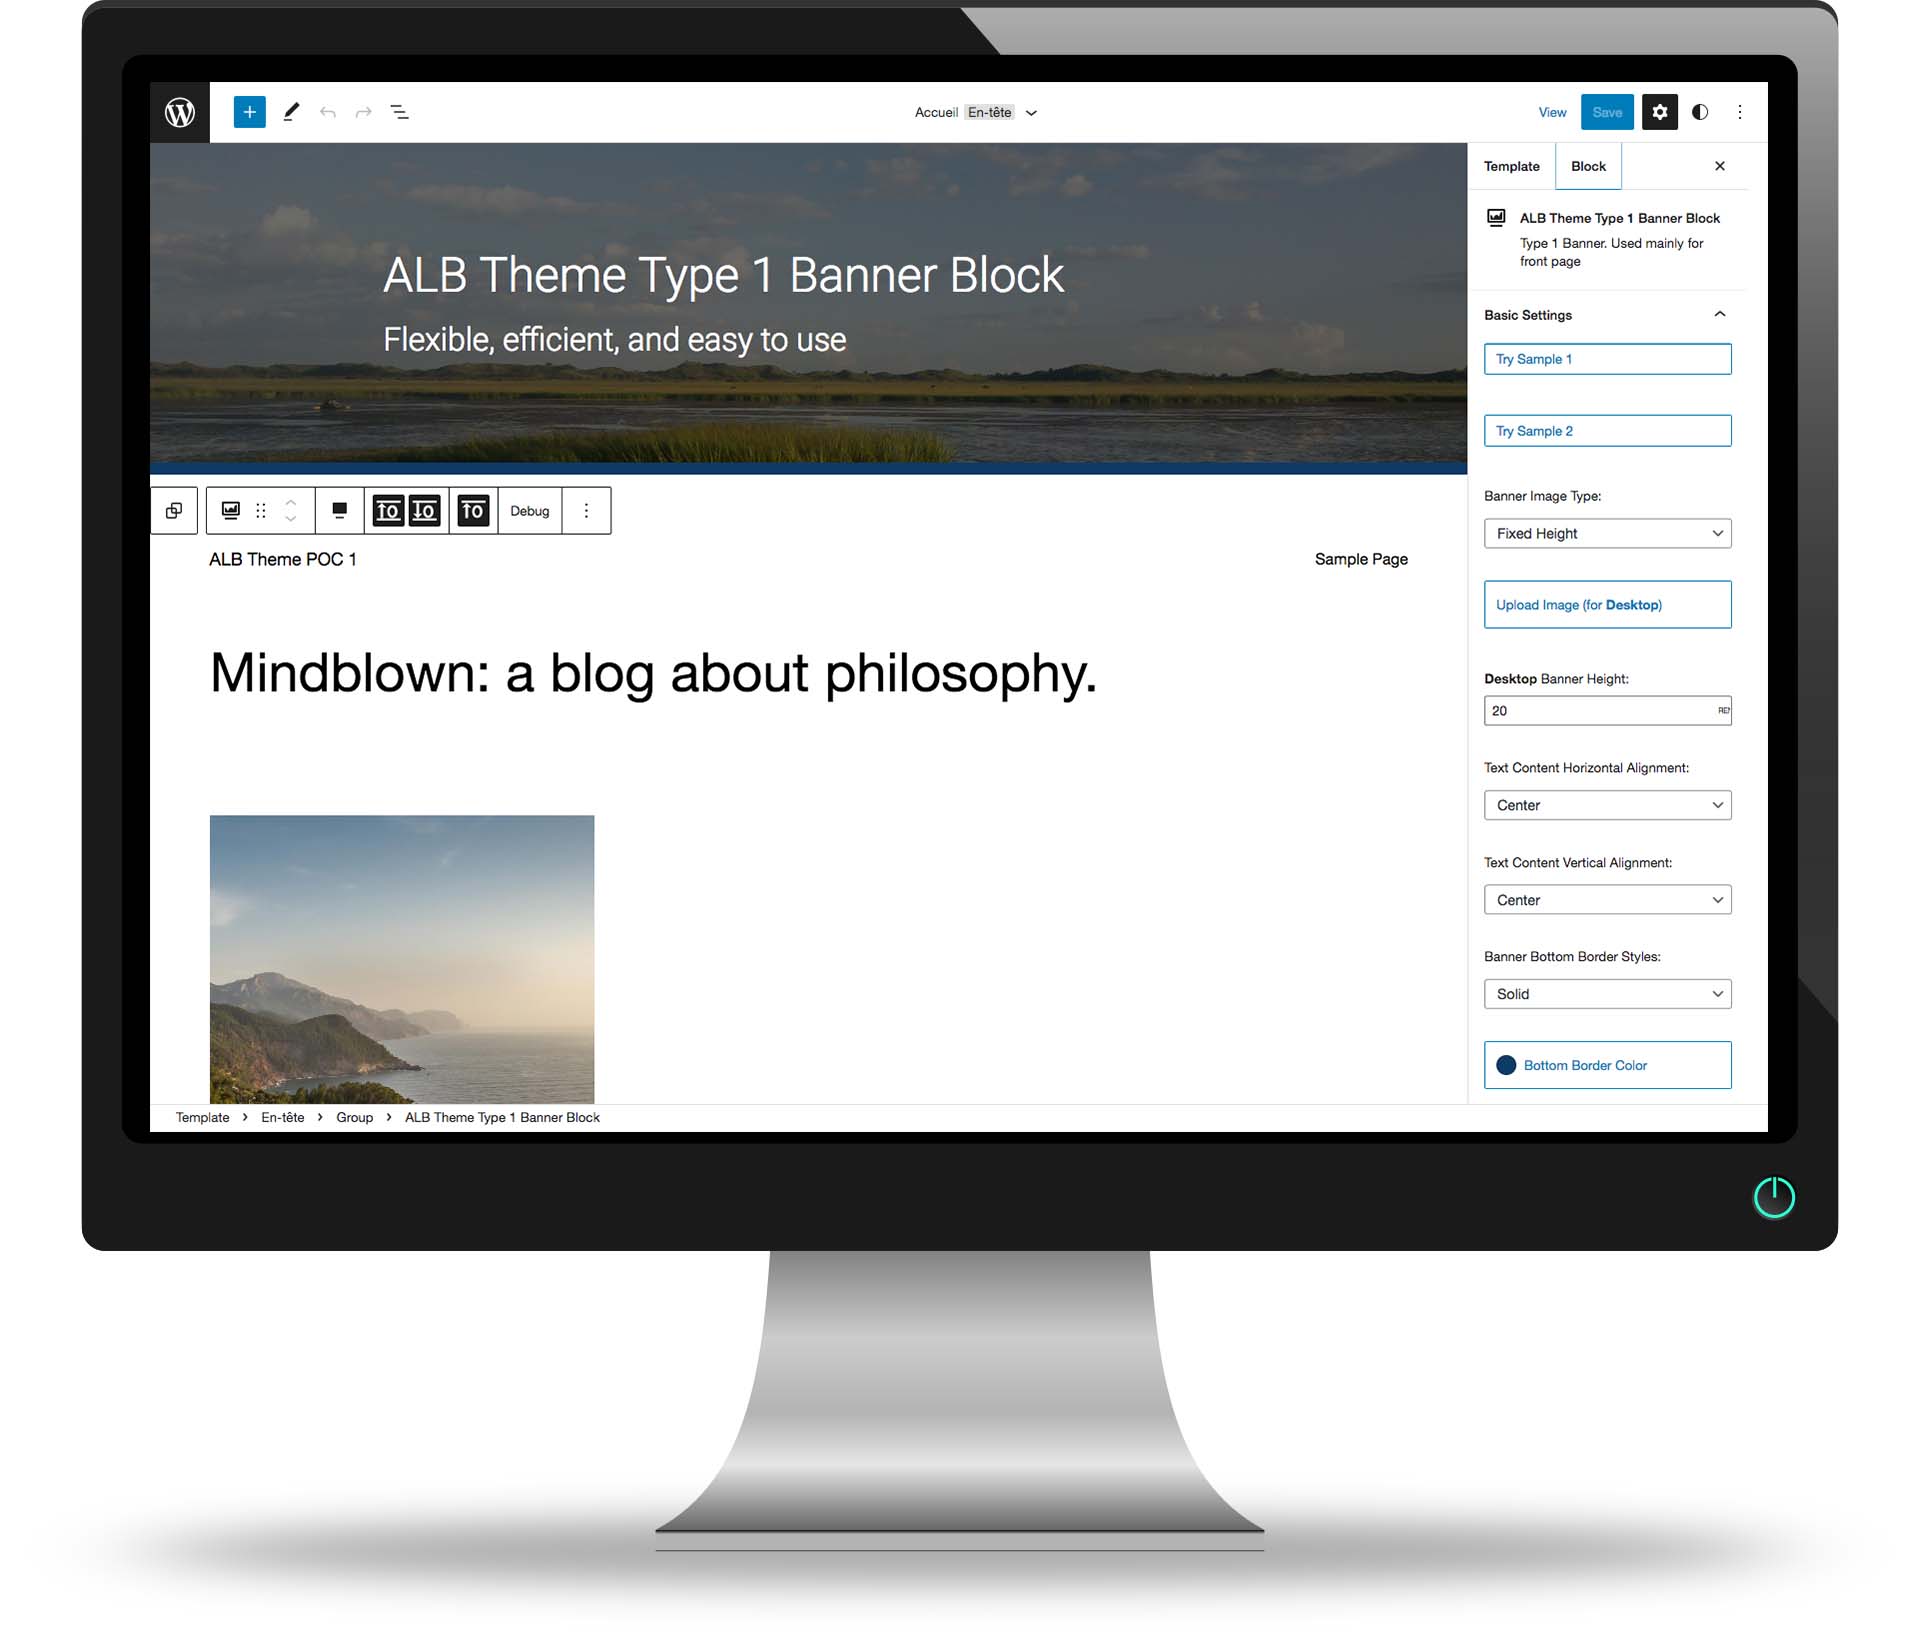 Accueil En-tête
View
Save
ALB Theme Type 1 Banner Block
Flexible, efficient, and easy to use
Debug
ALB Theme POC 1
Sample Page
Mindblown: a blog about philosophy.
Template
Block
ALB Theme Type 1 Banner Block
Type 1 Banner. Used mainly for
front page
Basic Settings
Try Sample 1
Try Sample 2
Banner Image Type:
Fixed Height
Upload Image (for Desktop)
Desktop Banner Height:
20
Text Content Horizontal Alignment:
Center
Text Content Vertical Alignment:
Center
Banner Bottom Border Styles:
Solid
Bottom Border Color
Template > En-tête > Group > ALB Theme Type 1 Banner Block